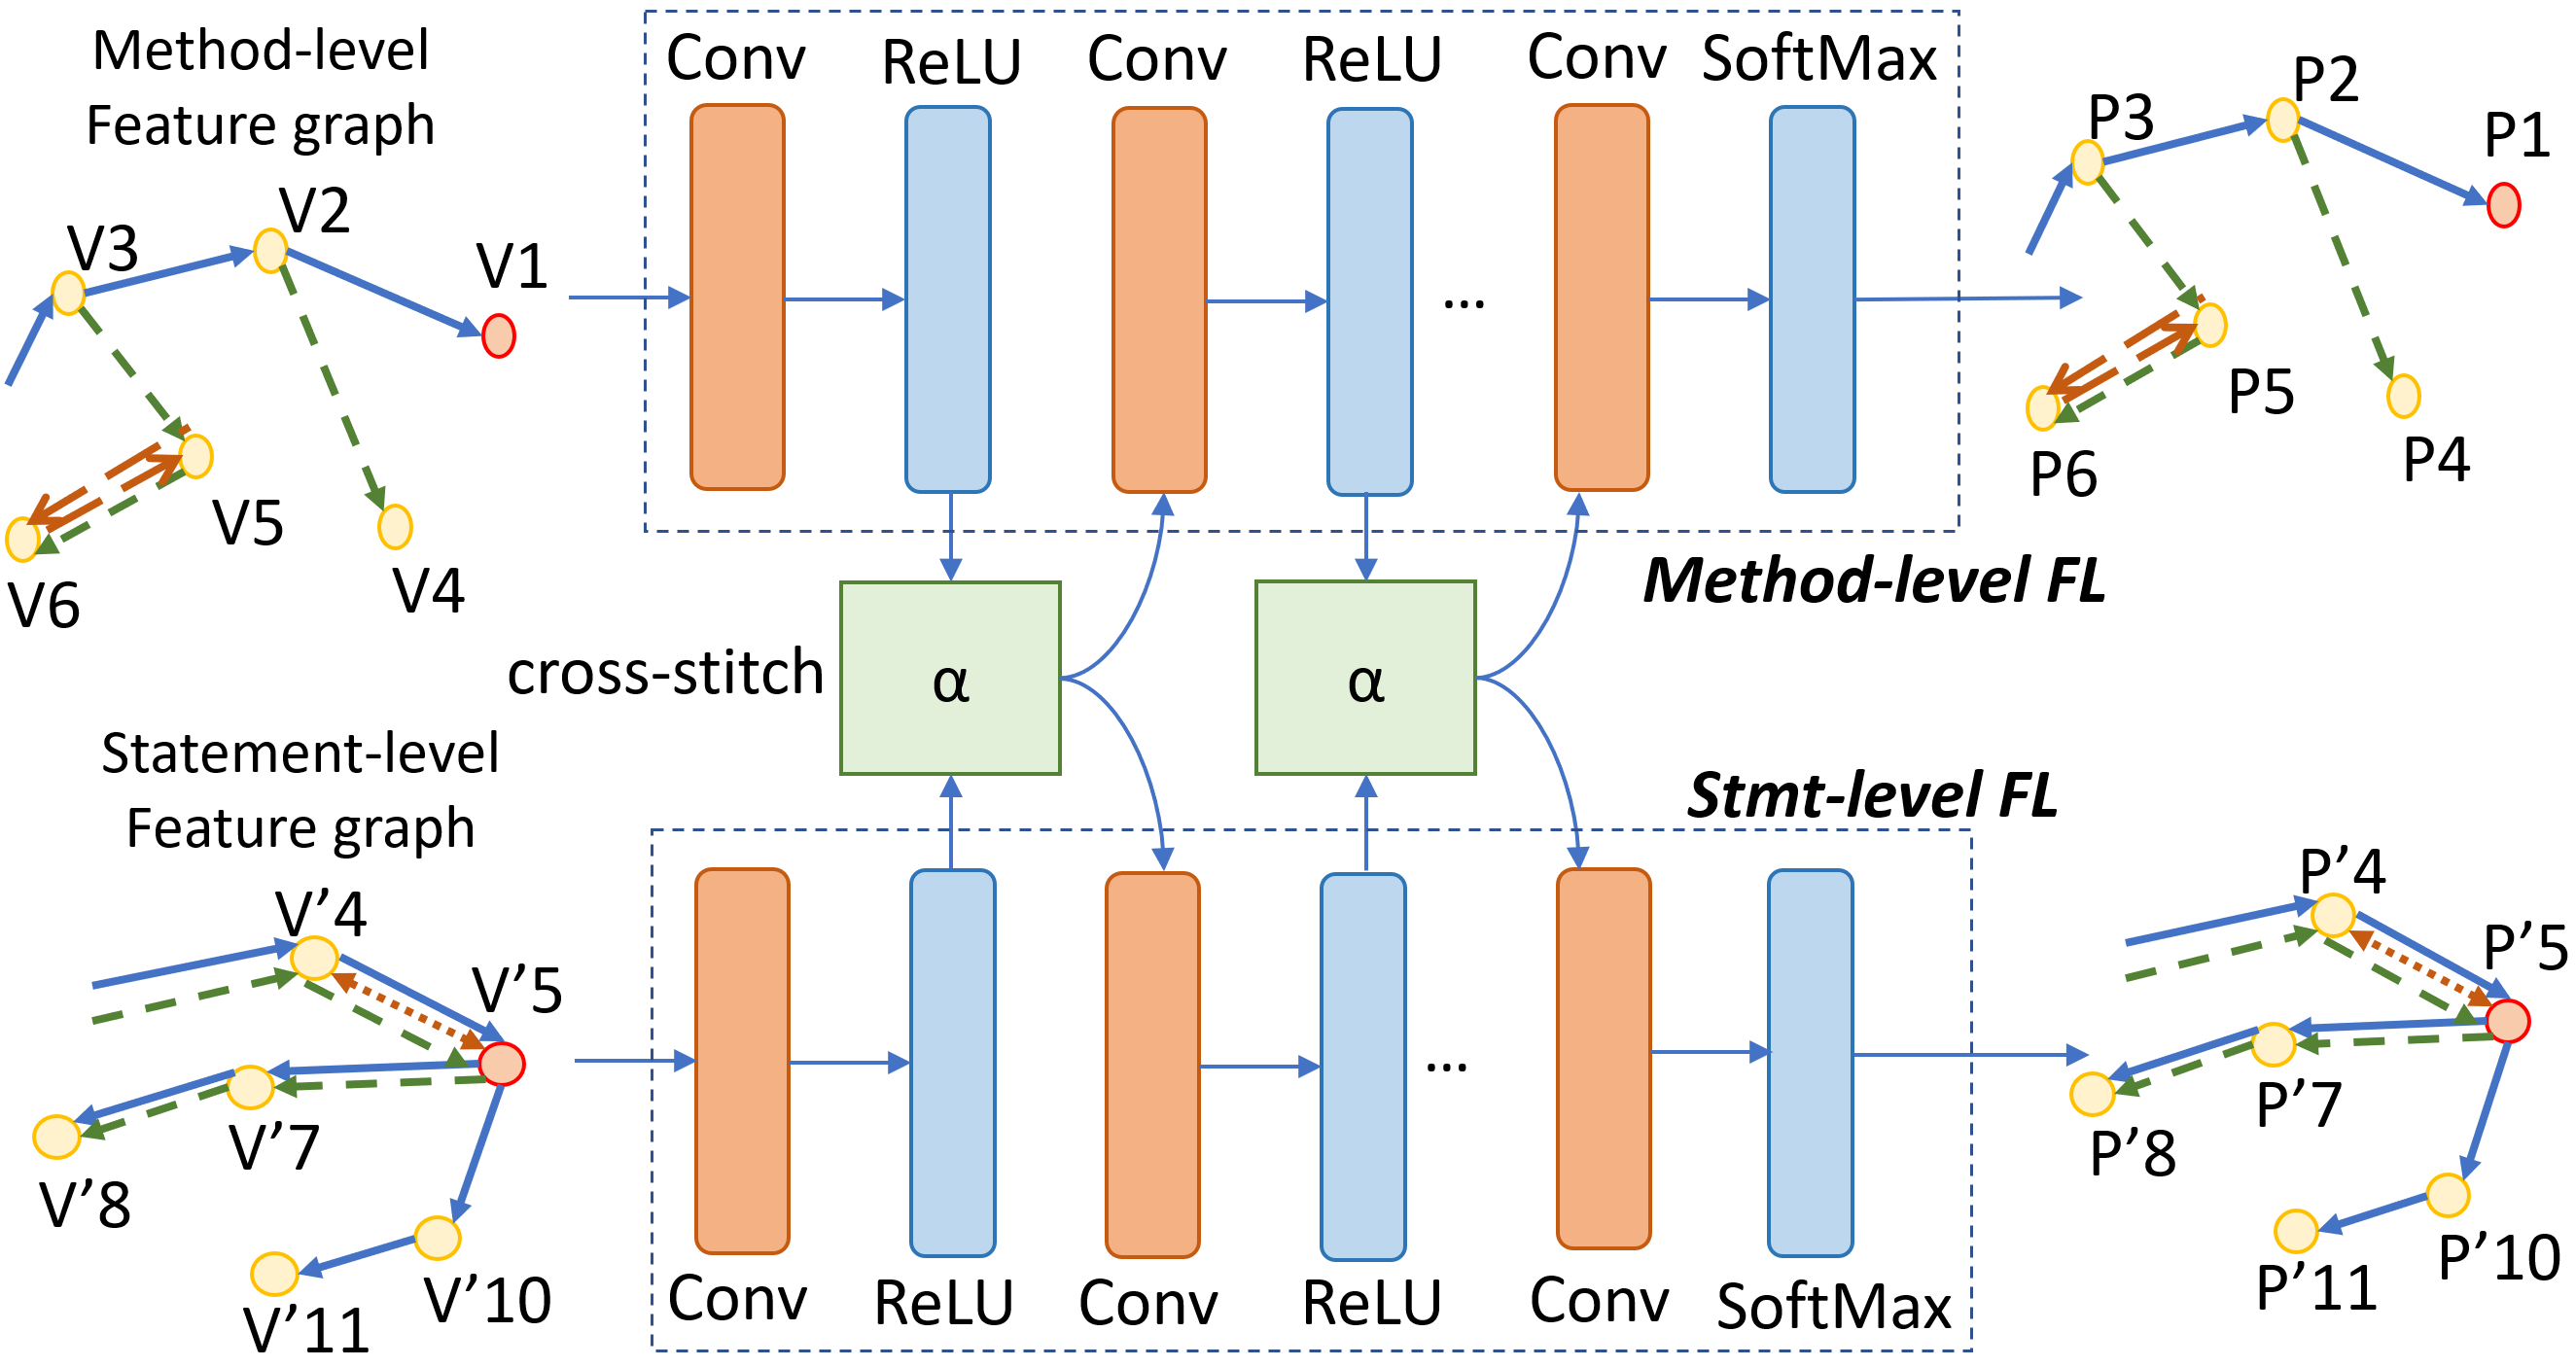 Method-level
Feature graph
V3
V2
V1
V5
V6
V4
Conv
ReLU
Conv
ReLU
Conv
SoftMax
...
P3
P2
P1
P5
P6
P4
Method-level FL
cross-stitch
α
α
Stmt-level FL
Statement-level
Feature graph
V’4
V’5
V’7
V’8
V’10
V’11
...
Conv
ReLU
Conv
ReLU
Conv
SoftMax
P’4
P’5
P’7
P’8
P’10
P’11